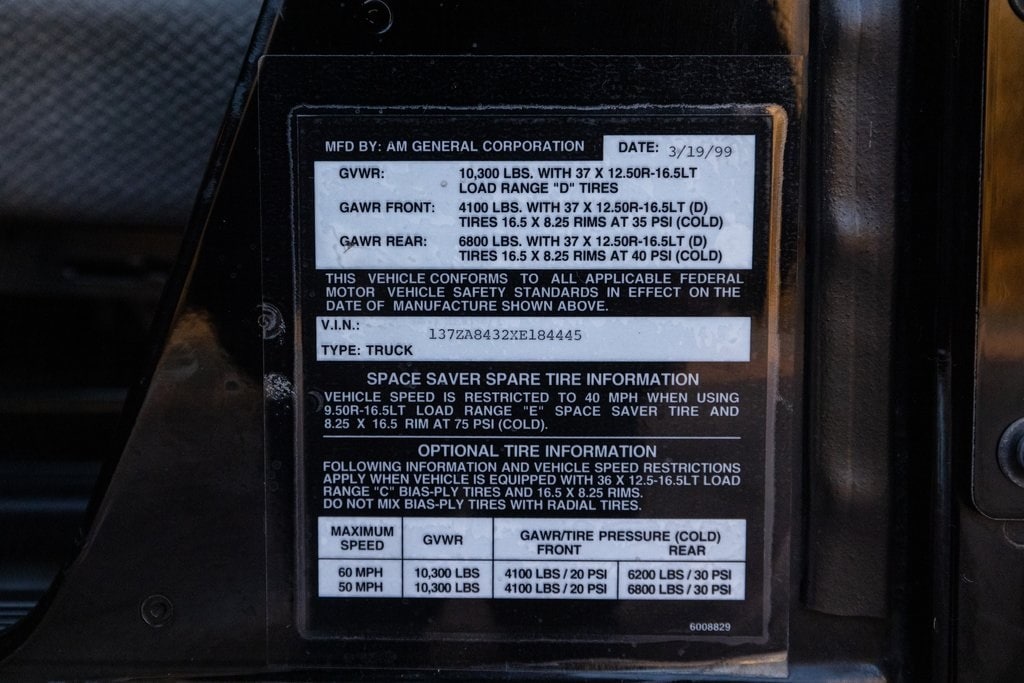 MFD BY: AM GENERAL CORPORATION DATE: 3/19/99
GVWR: 10,300 LBS. WITH 37 X 12.50R-16.5LT
LOAD RANGE "D" TIRES
GAWR FRONT: 4100 LBS. WITH 37 X 12.50R-16.5LT (D)
TIRES 16.5 X 8.25 RIMS AT 35 PSI (COLD)
GAWR REAR: 6800 LBS. WITH 37 X 12.50R-16.5LT (D)
TIRES 16.5 X 8.25 RIMS AT 40 PSI (COLD)
THIS VEHICLE CONFORMS TO ALL APPLICABLE FEDERAL
MOTOR VEHICLE SAFETY STANDARDS IN EFFECT ON THE
DATE OF MANUFACTURE SHOWN ABOVE.
V.I.N.: 137ZA8432XE184445
TYPE: TRUCK
SPACE SAVER SPARE TIRE INFORMATION
VEHICLE SPEED IS RESTRICTED TO 40 MPH WHEN USING
9.50R-16.5LT LOAD RANGE "E" SPACE SAVER TIRE AND
8.25 X 16.5 RIM AT 75 PSI (COLD).
OPTIONAL TIRE INFORMATION
FOLLOWING INFORMATION AND VEHICLE SPEED RESTRICTIONS
APPLY WHEN VEHICLE IS EQUIPPED WITH 36 X 12.5-16.5LT LOAD
RANGE "C" BIAS-PLY TIRES AND 16.5 X 8.25 RIMS.
DO NOT MIX BIAS-PLY TIRES WITH RADIAL TIRES.
MAXIMUM SPEED GVWR GAWR/TIRE PRESSURE (COLD)
FRONT REAR
60 MPH 10,300 LBS 4100 LBS / 20 PSI 6200 LBS / 30 PSI
50 MPH 10,300 LBS 4100 LBS / 20 PSI 6800 LBS / 30 PSI
6008829